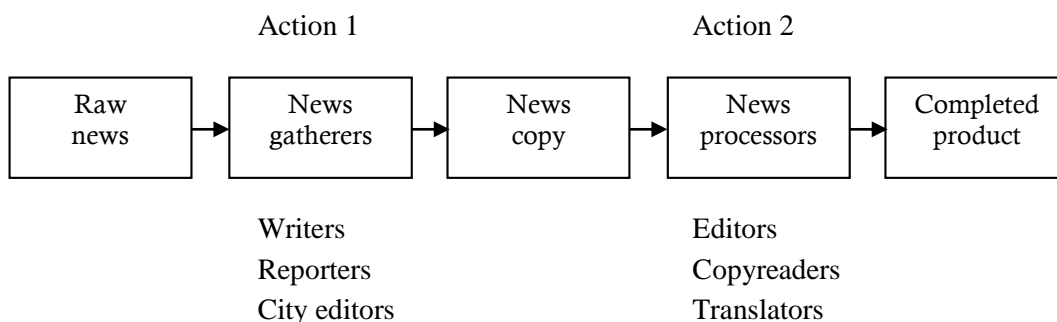 Action 1
Action 2
Raw
news
News
gatherers
News
copy
News
processors
Completed
product
Writers
Reporters
City editors
Editors
Copyreaders
Translators